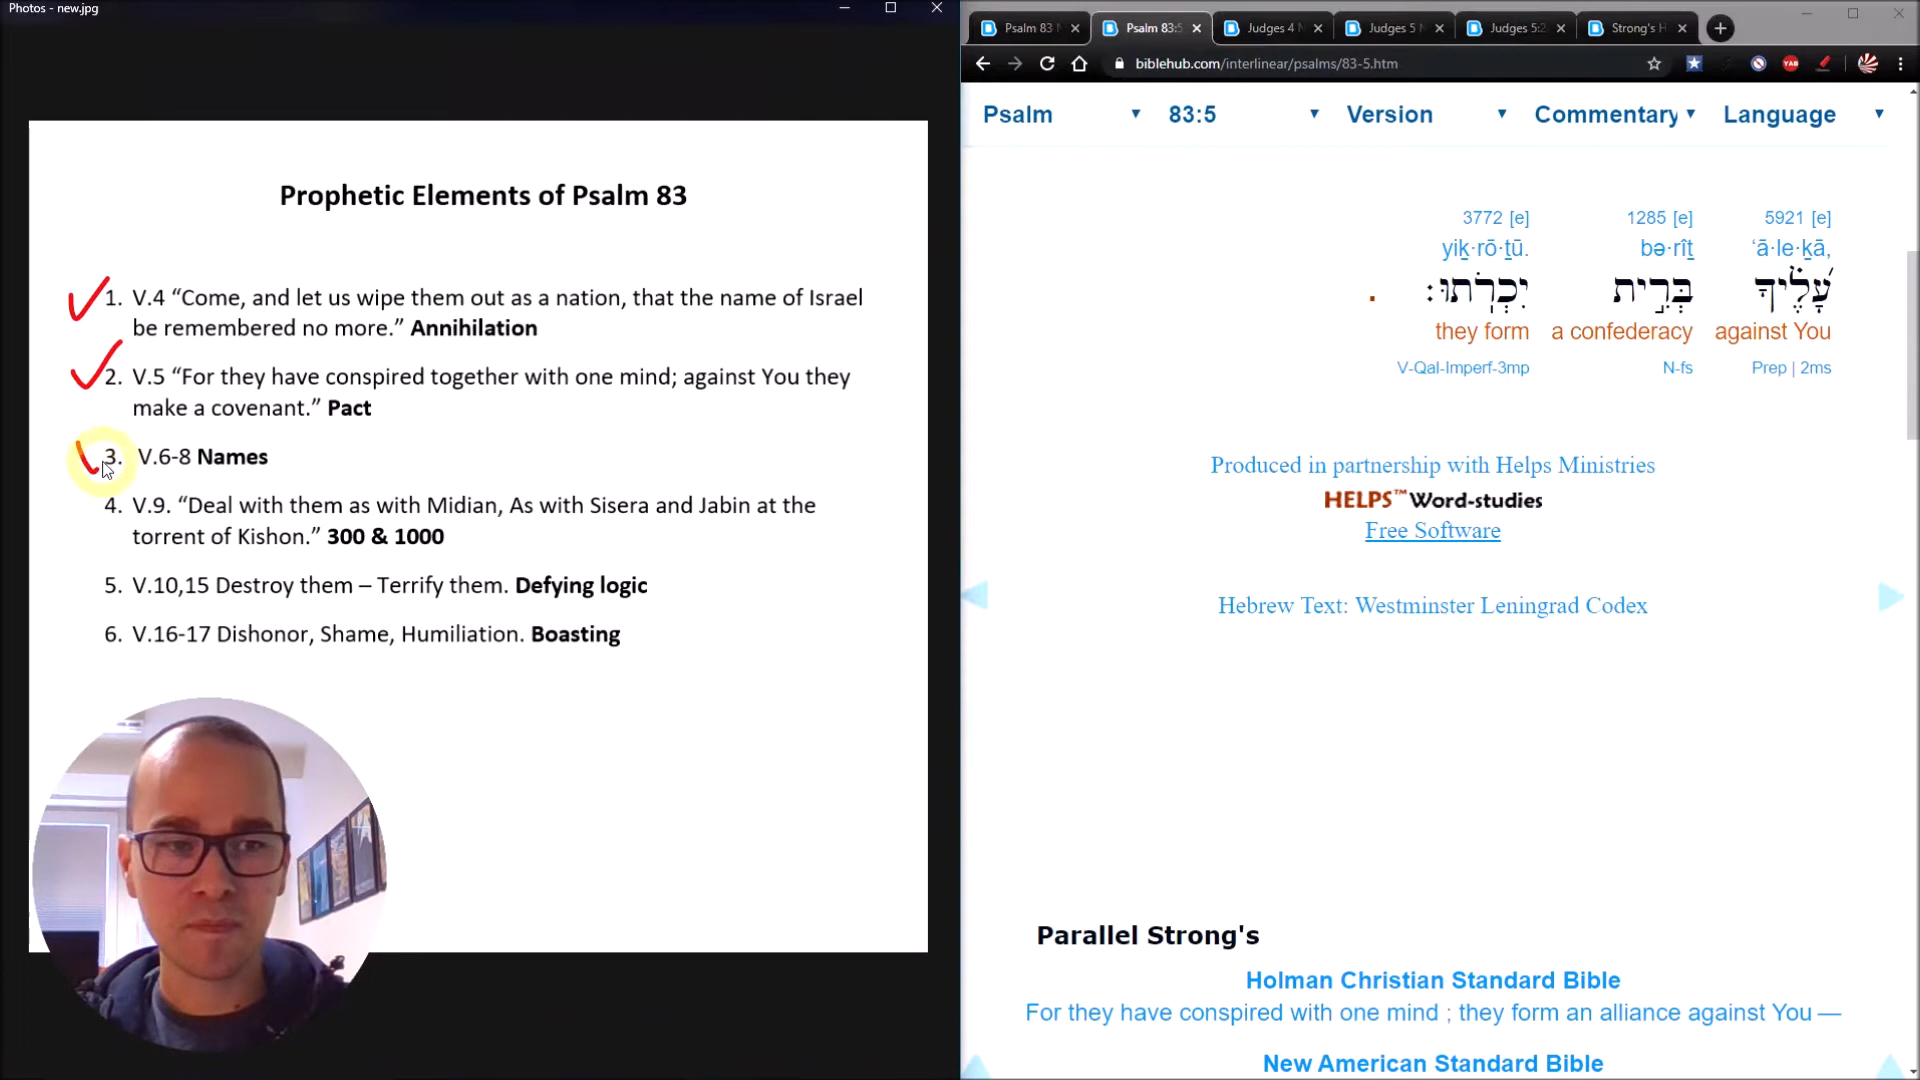 Photos - new.jpg
Prophetic Elements of Psalm 83
1. V.4 “Come, and let us wipe them out as a nation, that the name of Israel
be remembered no more.” Annihilation
2. V.5 “For they have conspired together with one mind; against You they
make a covenant.” Pact
3. V.6-8 Names
4. V.9. “Deal with them as with Midian, As with Sisera and Jabin at the
torrent of Kishon.” 300 & 1000
5. V.10,15 Destroy them – Terrify them. Defying logic
6. V.16-17 Dishonor, Shame, Humiliation. Boasting
Psalm 83 Psalm 83:5 Judges 4 Judges 5 Judges 5:2 Strong's H
biblehub.com/interlinear/psalms/83-5.htm
YAB
Psalm 83:5 Version Commentary Language
3772 [e] 1285 [e] 5921 [e]
yiḵ·rō·ṯū. bə·rîṯ ‘ā·le·ḵā,
עָ֝לֶ֗יךָ בְּרִ֣ית יִכְרֹֽתוּ׃ .
they form a confederacy against You
V-Qal-Imperf-3mp N-fs Prep | 2ms
Produced in partnership with Helps Ministries
HELPS™ Word-studies
Free Software
Hebrew Text: Westminster Leningrad Codex
Parallel Strong's
Holman Christian Standard Bible
For they have conspired with one mind ; they form an alliance against You —
New American Standard Bible